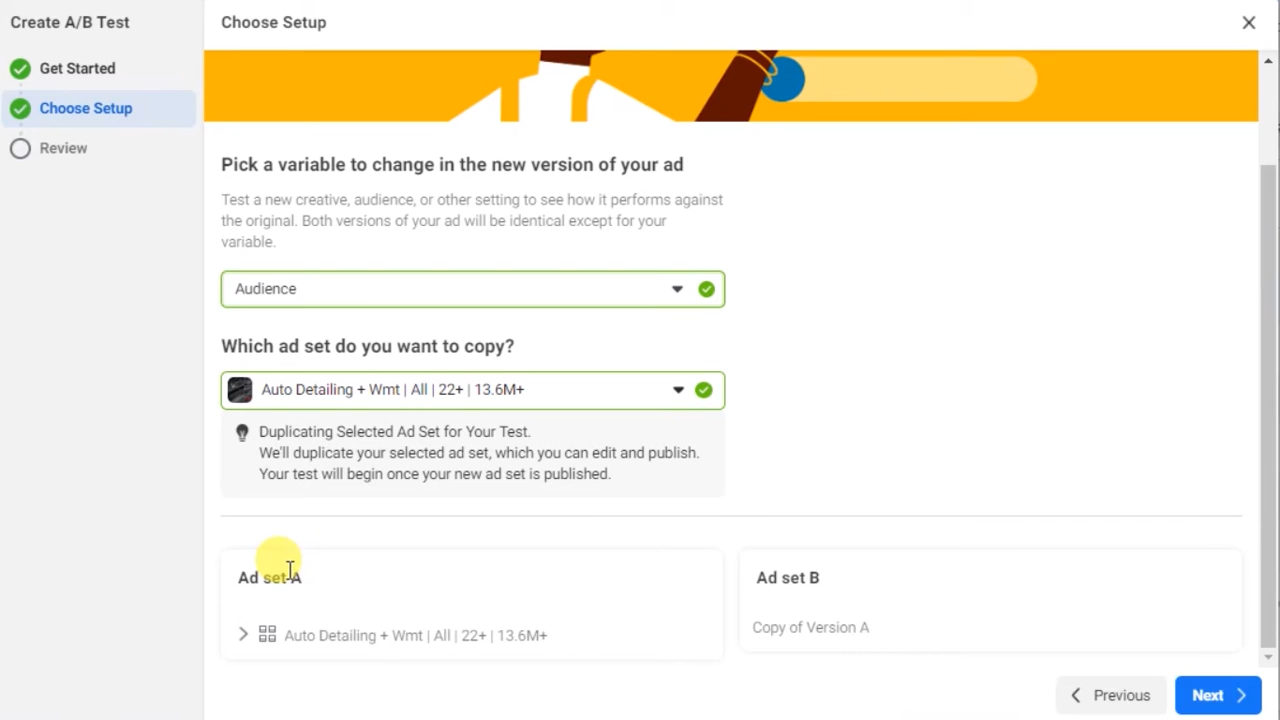 Create A/B Test
Choose Setup
Get Started
Choose Setup
Review
Pick a variable to change in the new version of your ad
Test a new creative, audience, or other setting to see how it performs against
the original. Both versions of your ad will be identical except for your
variable.
Audience
Which ad set do you want to copy?
Auto Detailing + Wmt | All | 22+ | 13.6M+
Duplicating Selected Ad Set for Your Test.
We'll duplicate your selected ad set, which you can edit and publish.
Your test will begin once your new ad set is published.
Ad set A
Auto Detailing + Wmt | All | 22+ | 13.6M+
Ad set B
Copy of Version A
Previous
Next